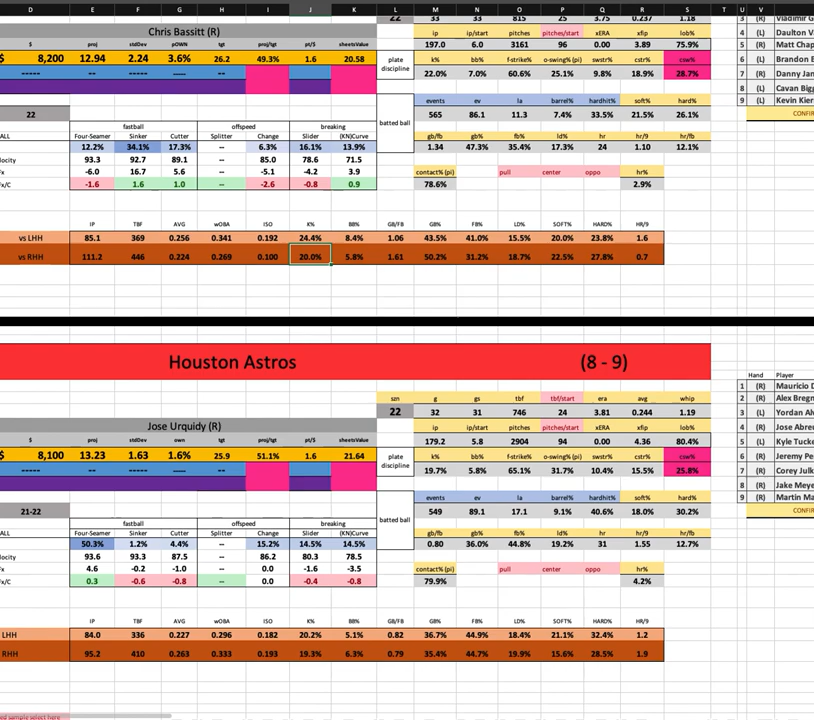 D E F G H I J K L M N O P Q R S T U V
Chris Bassitt (R) 22 33 33 815 25 3.75 0.237 1.18 3 (R) Vladimir G
$ proj stdDev pOWN tgt proj/tgt pt/$ sheetsValue ip ip/start pitches pitches/start xERA xfip lob% 4 (L) Daulton Va
$ 8,200 12.94 2.24 3.6% 26.2 49.3% 1.6 20.58 197.0 6.0 3161 96 0.00 3.89 75.9% 5 (R) Matt Chap
----- ----- plate discipline k% bb% f-strike% o-swing% (pi) swstr% cstr% csw% 6 (L) Brandon B
22.0% 7.0% 60.6% 25.1% 9.8% 18.9% 28.7% 7 (R) Danny Jan
8 (L) Cavan Bigg
22 batted ball events ev la barrel% hardhit% soft% hard% 9 (L) Kevin Kier
565 86.1 11.3 7.4% 33.5% 21.5% 26.1% CONFIR
fastball offspeed breaking
ALL Four-Seamer Sinker Cutter Splitter Change Slider (KN)Curve gb/fb gb% fb% ld% hr hr/9 hr/fb
12.2% 34.1% 17.3% -- 6.3% 16.1% 13.9% 1.34 47.3% 35.4% 17.3% 24 1.10 12.1%
locity 93.3 92.7 89.1 -- 85.0 78.6 71.5
Fx -6.0 16.7 5.6 -- -5.1 -4.2 3.9 contact% (pi) pull center oppo hr%
Fx/C -1.6 1.6 1.0 -- -2.6 -0.8 0.9 78.6% 2.9%
IP TBF AVG wOBA ISO K% BB% GB/FB GB% FB% LD% SOFT% HARD% HR/9
vs LHH 85.1 369 0.256 0.341 0.192 24.4% 8.4% 1.06 43.5% 41.0% 15.5% 20.0% 23.8% 1.6
vs RHH 111.2 446 0.224 0.269 0.100 20.0% 5.8% 1.61 50.2% 31.2% 18.7% 22.5% 27.8% 0.7
Houston Astros (8 - 9)
Hand Player
1 (R) Mauricio D
szn g gs tbf tbf/start era avg whip 2 (R) Alex Bregn
22 32 31 746 24 3.81 0.244 1.19 3 (L) Yordan Alv
Jose Urquidy (R) ip ip/start pitches pitches/start xERA xfip lob% 4 (R) Jose Abreu
$ proj stdDev own tgt proj/tgt pt/$ sheetsValue 179.2 5.8 2904 94 0.00 4.36 80.4% 5 (L) Kyle Tucke
$ 8,100 13.23 1.63 1.6% 25.9 51.1% 1.6 21.64 plate discipline k% bb% f-strike% o-swing% (pi) swstr% cstr% csw% 6 (R) Jeremy Pe
----- ----- 19.7% 5.8% 65.1% 31.7% 10.4% 15.5% 25.8% 7 (R) Corey Julk
8 (R) Jake Meye
21-22 batted ball events ev la barrel% hardhit% soft% hard% 9 (R) Martin Ma
549 89.1 17.1 9.1% 40.6% 18.0% 30.2% CONFIR
fastball offspeed breaking
ALL Four-Seamer Sinker Cutter Splitter Change Slider (KN)Curve gb/fb gb% fb% ld% hr hr/9 hr/fb
50.3% 1.2% 4.4% -- 15.2% 14.5% 14.5% 0.80 36.0% 44.8% 19.2% 31 1.55 12.7%
locity 93.6 93.3 87.5 -- 86.2 80.3 78.5
Fx 4.6 -0.2 -1.0 -- 0.0 -1.6 -3.5 contact% (pi) pull center oppo hr%
Fx/C 0.3 -0.6 -0.8 -- 0.0 -0.4 -0.8 79.9% 4.2%
IP TBF AVG wOBA ISO K% BB% GB/FB GB% FB% LD% SOFT% HARD% HR/9
LHH 84.0 336 0.227 0.296 0.182 20.2% 5.1% 0.82 36.7% 44.9% 18.4% 21.1% 32.4% 1.2
RHH 95.2 410 0.263 0.333 0.193 19.3% 6.3% 0.79 35.4% 44.7% 19.9% 15.6% 28.5% 1.9
ed sample select here